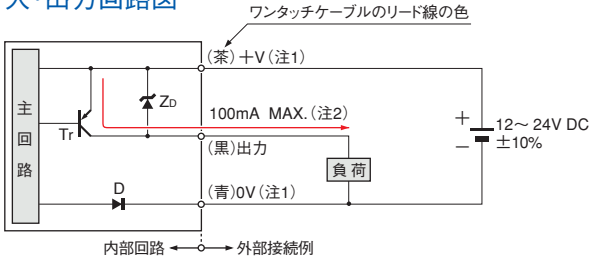 入・出力回路図
ワンタッチケーブルのリード線の色
(茶)+V(注1)
ZD
100mA MAX.(注2)
主回路
Tr
(黒)出力
+
−
12～24V DC
±10%
負荷
D
(青)0V(注1)
内部回路
外部接続例